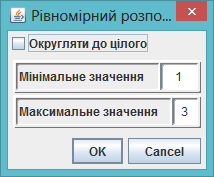 Рівномірний розпо...
Округляти до цілого
Мінімальне значення 1
Максимальне значення 3
OK Cancel